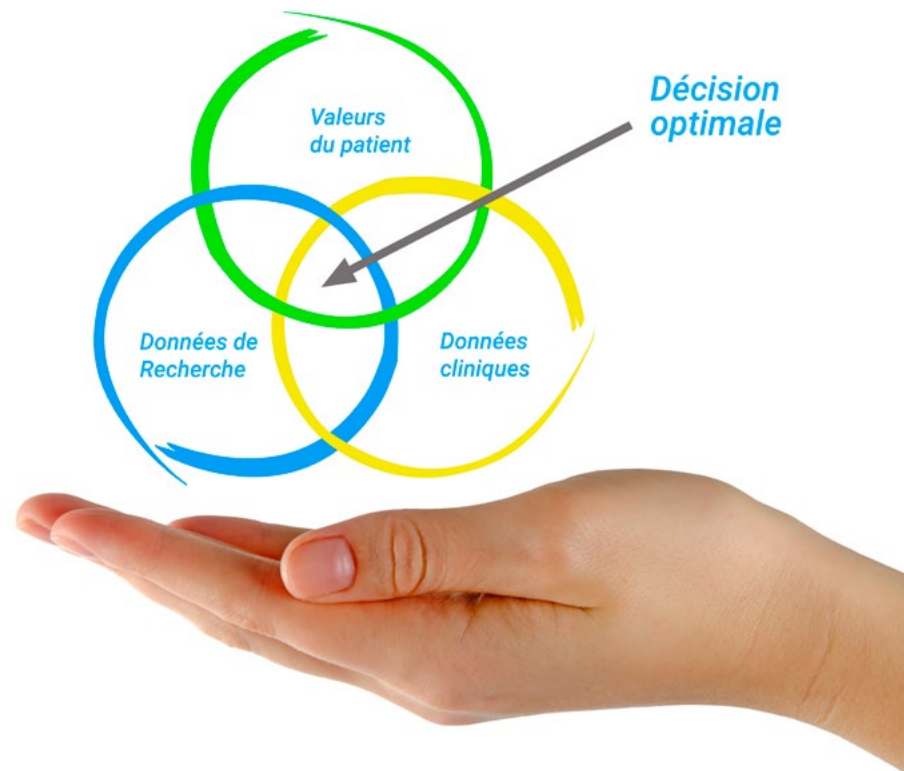 Valeurs
du patient
Décision
optimale
Données de
Recherche
Données
cliniques